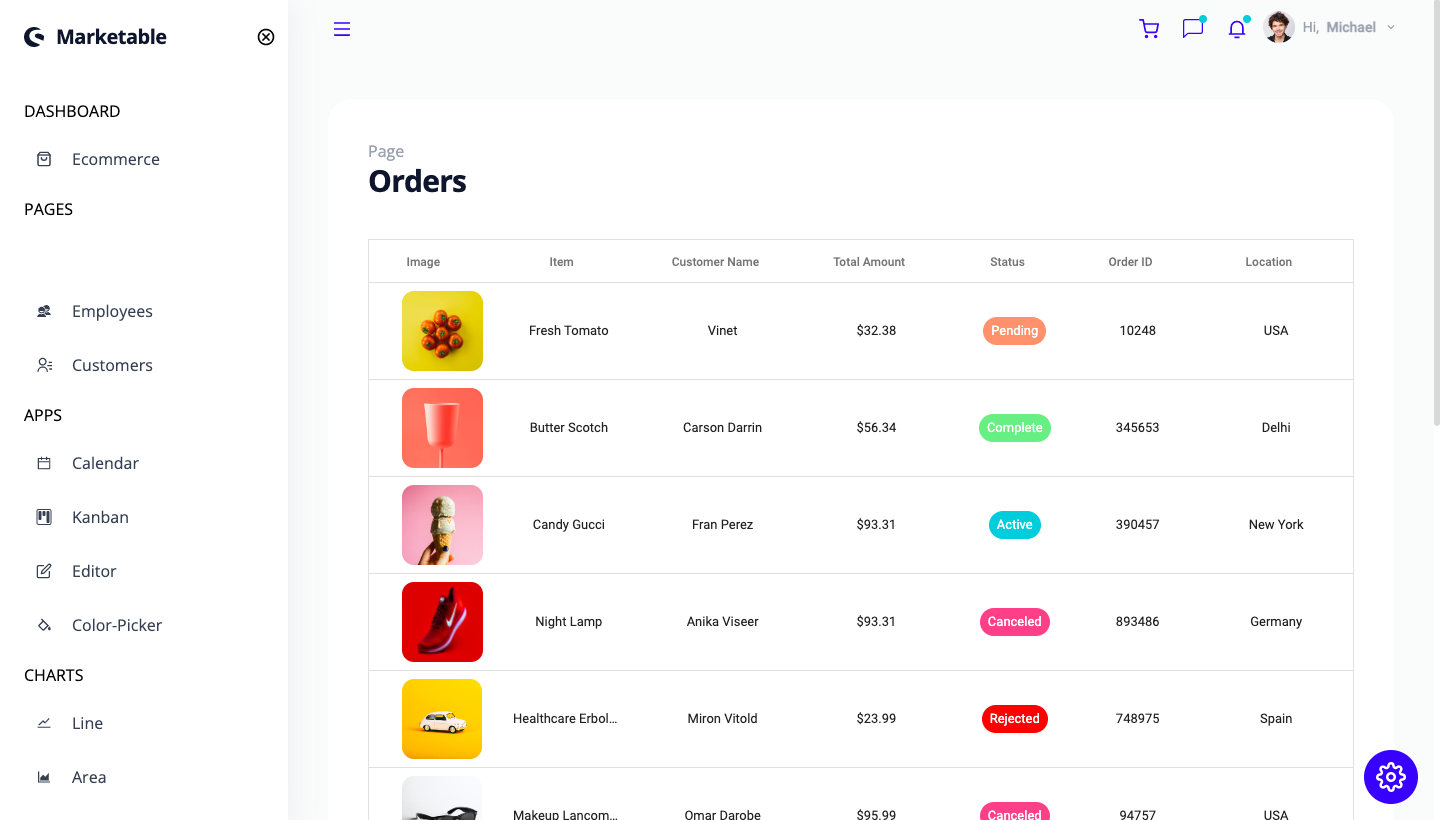 Marketable
Hi, Michael
DASHBOARD
Ecommerce
PAGES
Employees
Customers
APPS
Calendar
Kanban
Editor
Color-Picker
CHARTS
Line
Area
Page
Orders
Image Item Customer Name Total Amount Status Order ID Location
Fresh Tomato Vinet $32.38 Pending 10248 USA
Butter Scotch Carson Darrin $56.34 Complete 345653 Delhi
Candy Gucci Fran Perez $93.31 Active 390457 New York
Night Lamp Anika Viseer $93.31 Canceled 893486 Germany
Healthcare Erbol... Miron Vitold $23.99 Rejected 748975 Spain
Makeup Lancom... Omar Darobe $95.99 Canceled 94757 USA